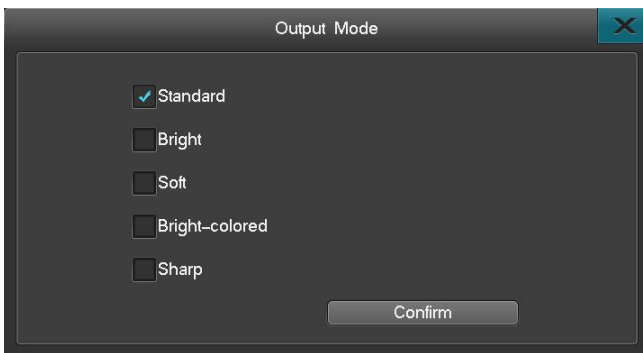 Output Mode
Standard
Bright
Soft
Bright-colored
Sharp
Confirm